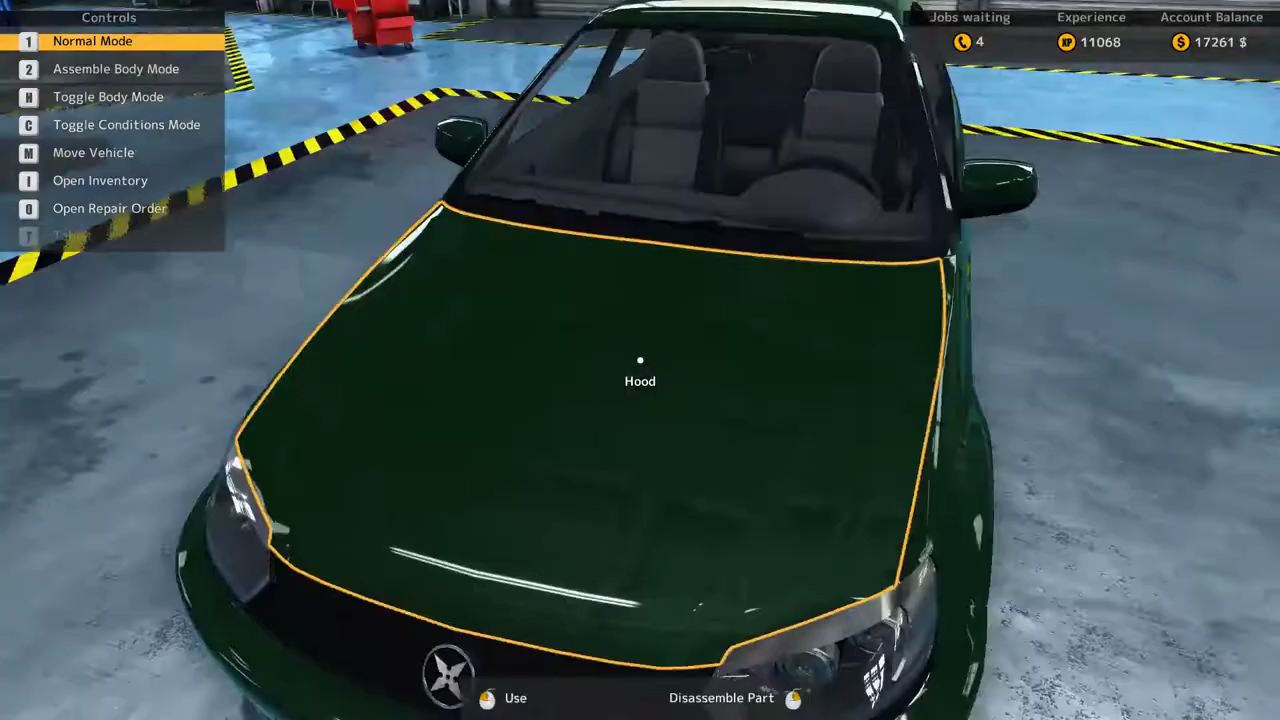 Controls
1 Normal Mode
2 Assemble Body Mode
H Toggle Body Mode
C Toggle Conditions Mode
M Move Vehicle
I Open Inventory
O Open Repair Order
T
Jobs waiting Experience Account Balance
4 XP 11068 $ 17261 $
Hood
Use Disassemble Part